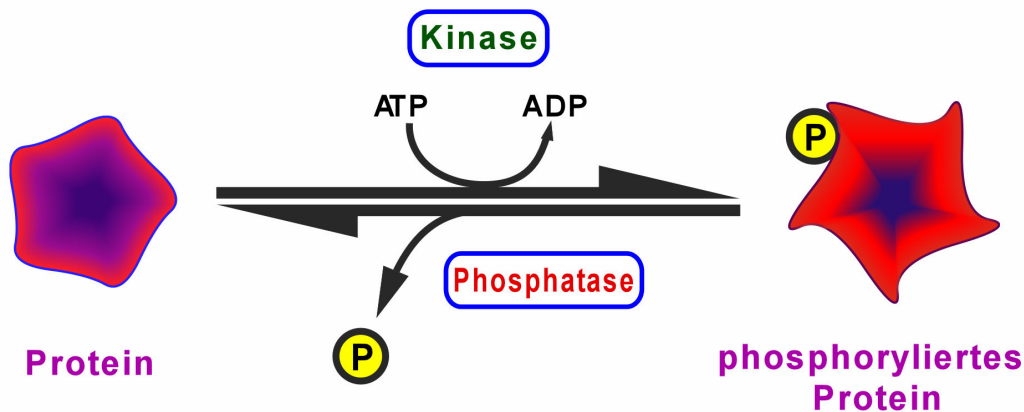 Kinase
ATP ADP
P
Phosphatase
P
Protein
phosphoryliertes
Protein